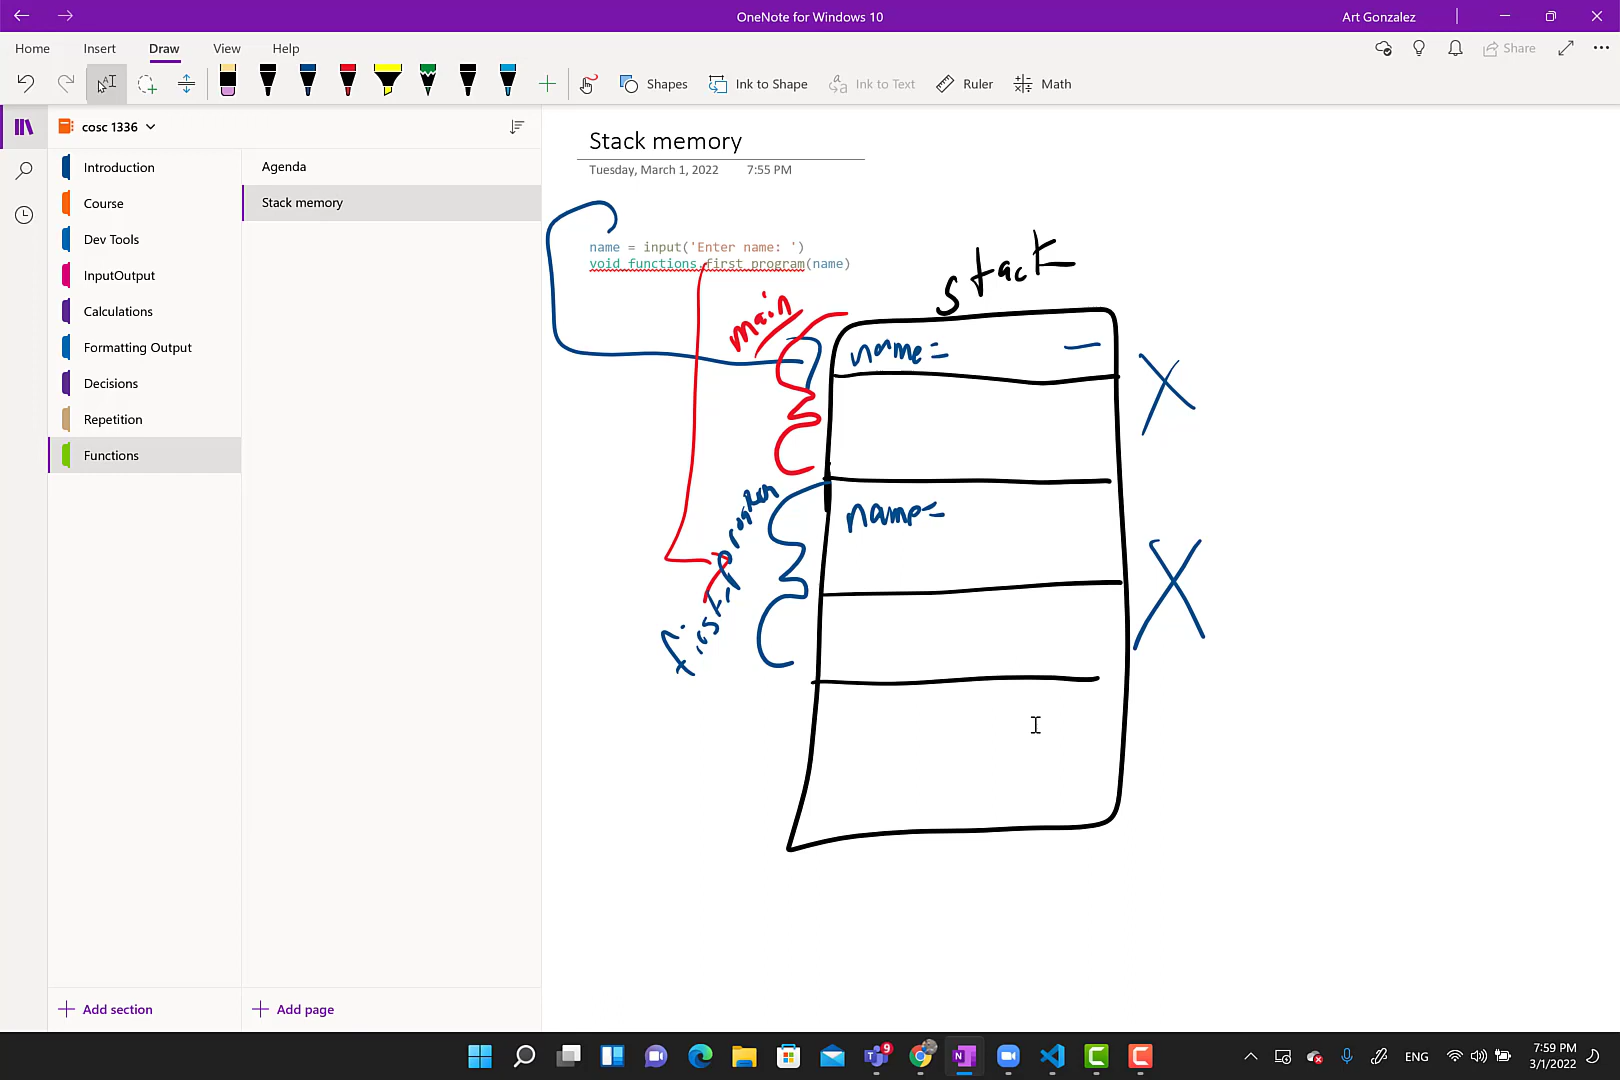 OneNote for Windows 10
Art Gonzalez
Home Insert Draw View Help
Share
Shapes Ink to Shape Ink to Text Ruler Math
cosc 1336
Introduction
Course
Dev Tools
InputOutput
Calculations
Formatting Output
Decisions
Repetition
Functions
Agenda
Stack memory
Stack memory
Tuesday, March 1, 2022 7:55 PM
name = input('Enter name: ')
void_functions.first_program(name)
stack
main
name=
X
first_program
name=
X
Add section
Add page
9
ENG
7:59 PM
3/1/2022